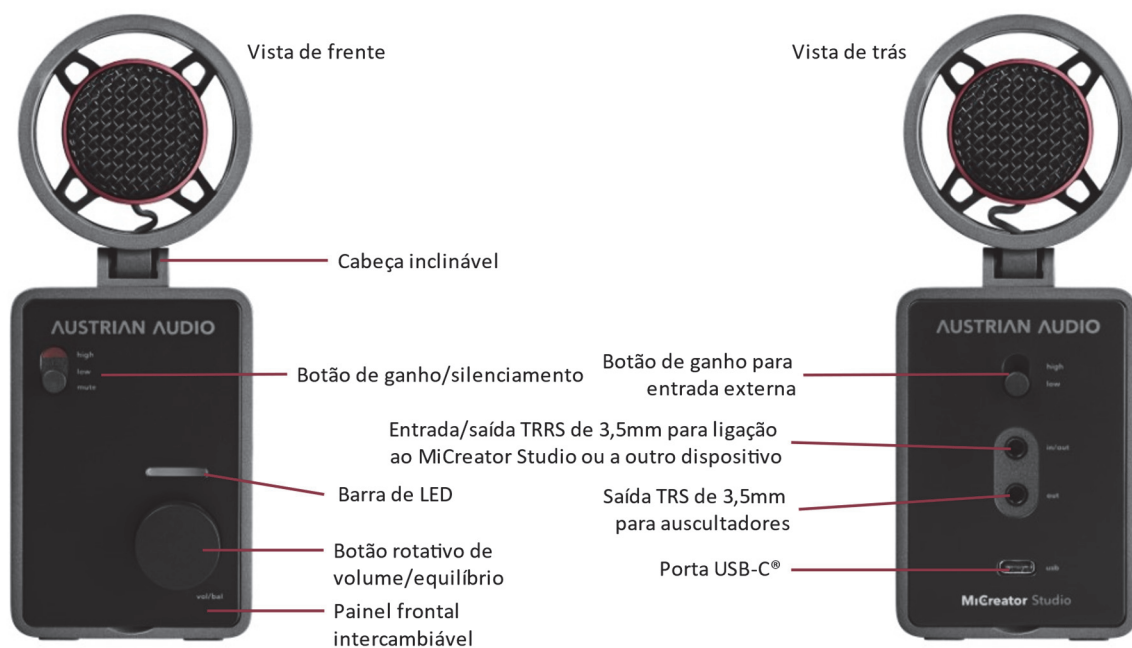 Vista de frente
Cabeça inclinável
AUSTRIAN AUDIO
high
low
mute
Botão de ganho/silenciamento
Barra de LED
Botão rotativo de
volume/equilíbrio
vol/bal
Painel frontal
intercambiável
Vista de trás
AUSTRIAN AUDIO
Botão de ganho para
entrada externa
high
low
Entrada/saída TRRS de 3,5mm para ligação
ao MiCreator Studio ou a outro dispositivo
in/out
Saída TRS de 3,5mm
para auscultadores
out
Porta USB-C®
usb
MiCreator Studio